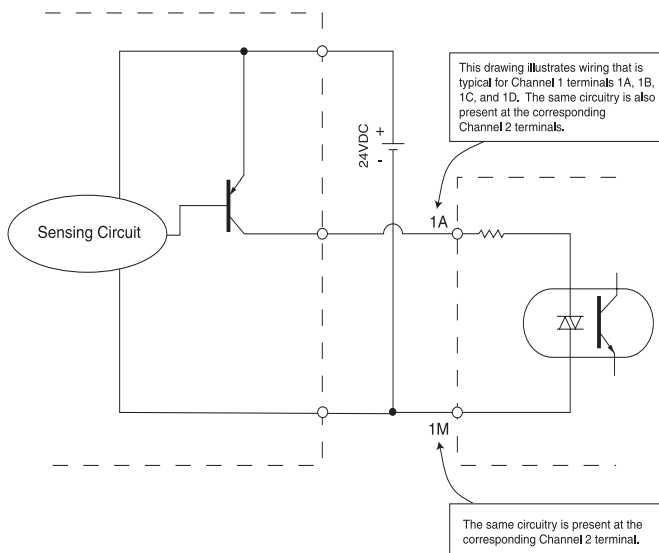 This drawing illustrates wiring that is
typical for Channel 1 terminals 1A, 1B,
1C, and 1D. The same circuitry is also
present at the corresponding
Channel 2 terminals.
24VDC
+
-
1A
Sensing Circuit
1M
The same circuitry is present at the
corresponding Channel 2 terminal.